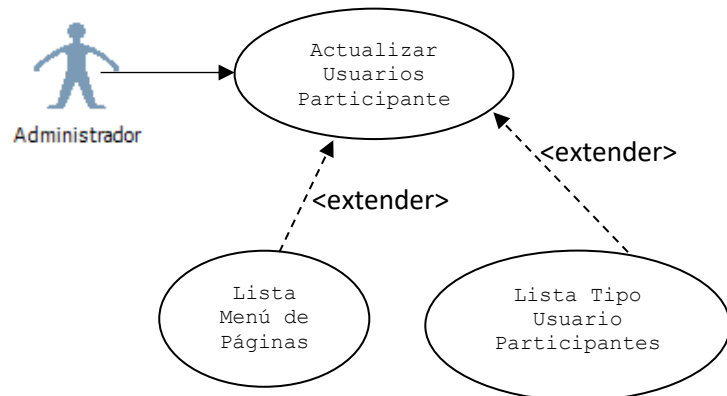 Actualizar
Usuarios
Participante
Administrador
<extender>
<extender>
Lista
Menú de
Páginas
Lista Tipo
Usuario
Participantes